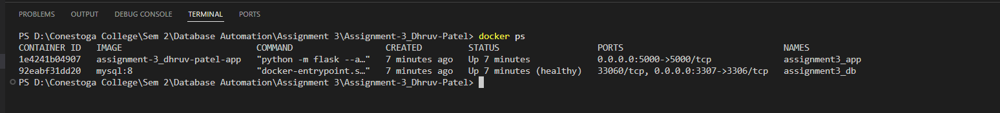 PROBLEMS OUTPUT DEBUG CONSOLE TERMINAL PORTS
PS D:\Conestoga College\Sem 2\Database Automation\Assignment 3\Assignment-3_Dhruv-Patel> docker ps
CONTAINER ID IMAGE COMMAND CREATED STATUS PORTS NAMES
1e4241b04907 assignment-3_dhruv-patel-app "python -m flask --a…" 7 minutes ago Up 7 minutes 0.0.0.0:5000->5000/tcp assignment3_app
92eabf31dd20 mysql:8 "docker-entrypoint.s…" 7 minutes ago Up 7 minutes (healthy) 33060/tcp, 0.0.0.0:3307->3306/tcp assignment3_db
PS D:\Conestoga College\Sem 2\Database Automation\Assignment 3\Assignment-3_Dhruv-Patel>